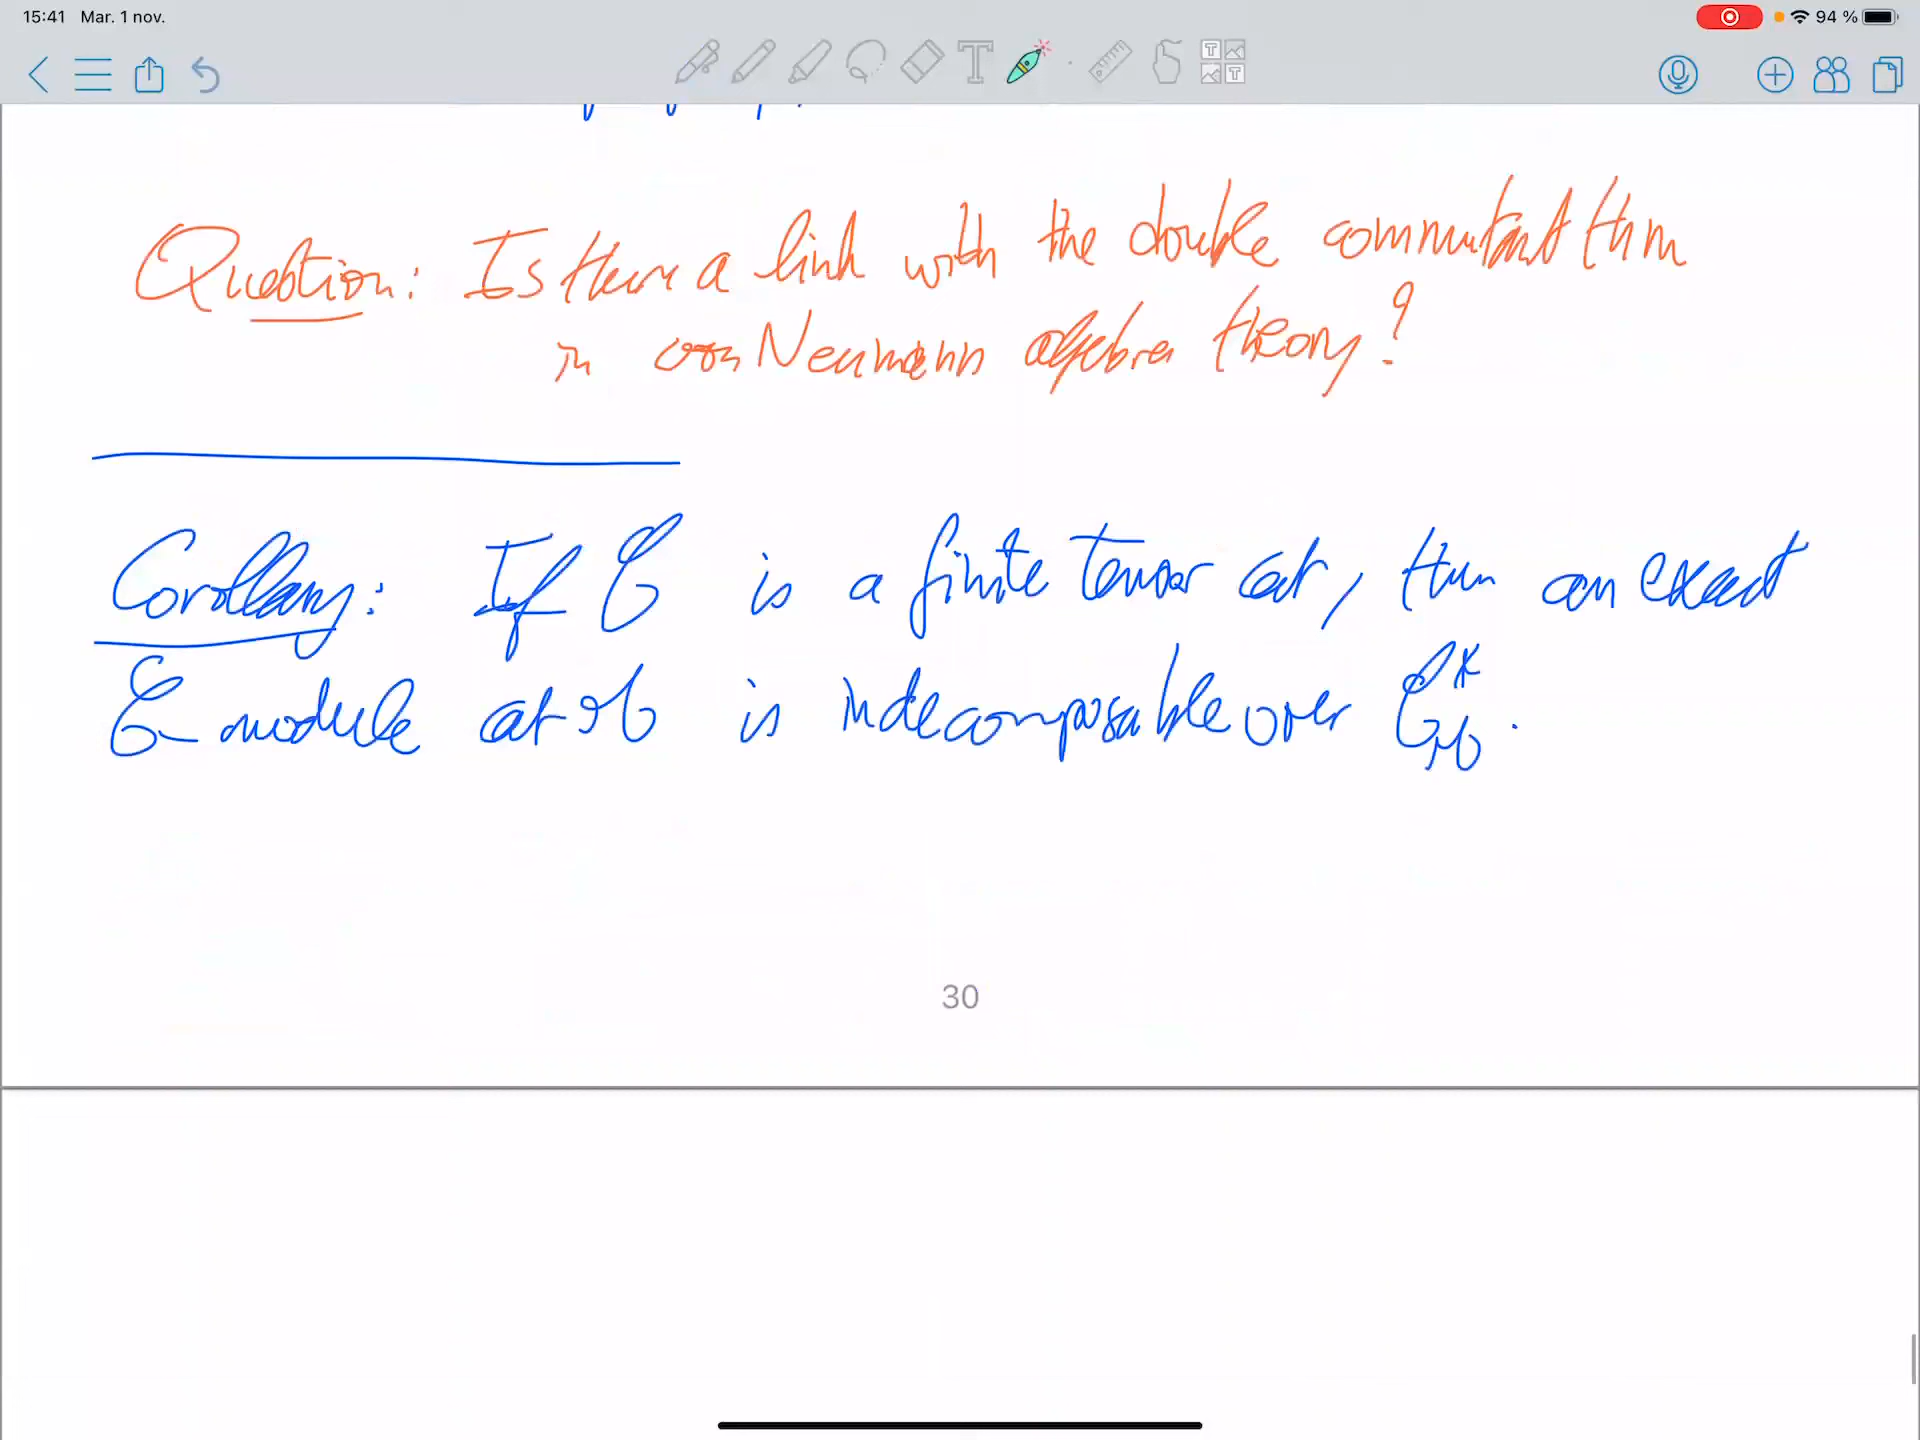 15:41 Mar. 1 nov.
94 %
Question: Is there a link with the double commutant thm
in von Neumann algebra theory?
Corollary: If 𝒞 is a finite tensor cat, then an exact
𝒞-module cat ℳ is indecomposable over 𝒞*ℳ.
30